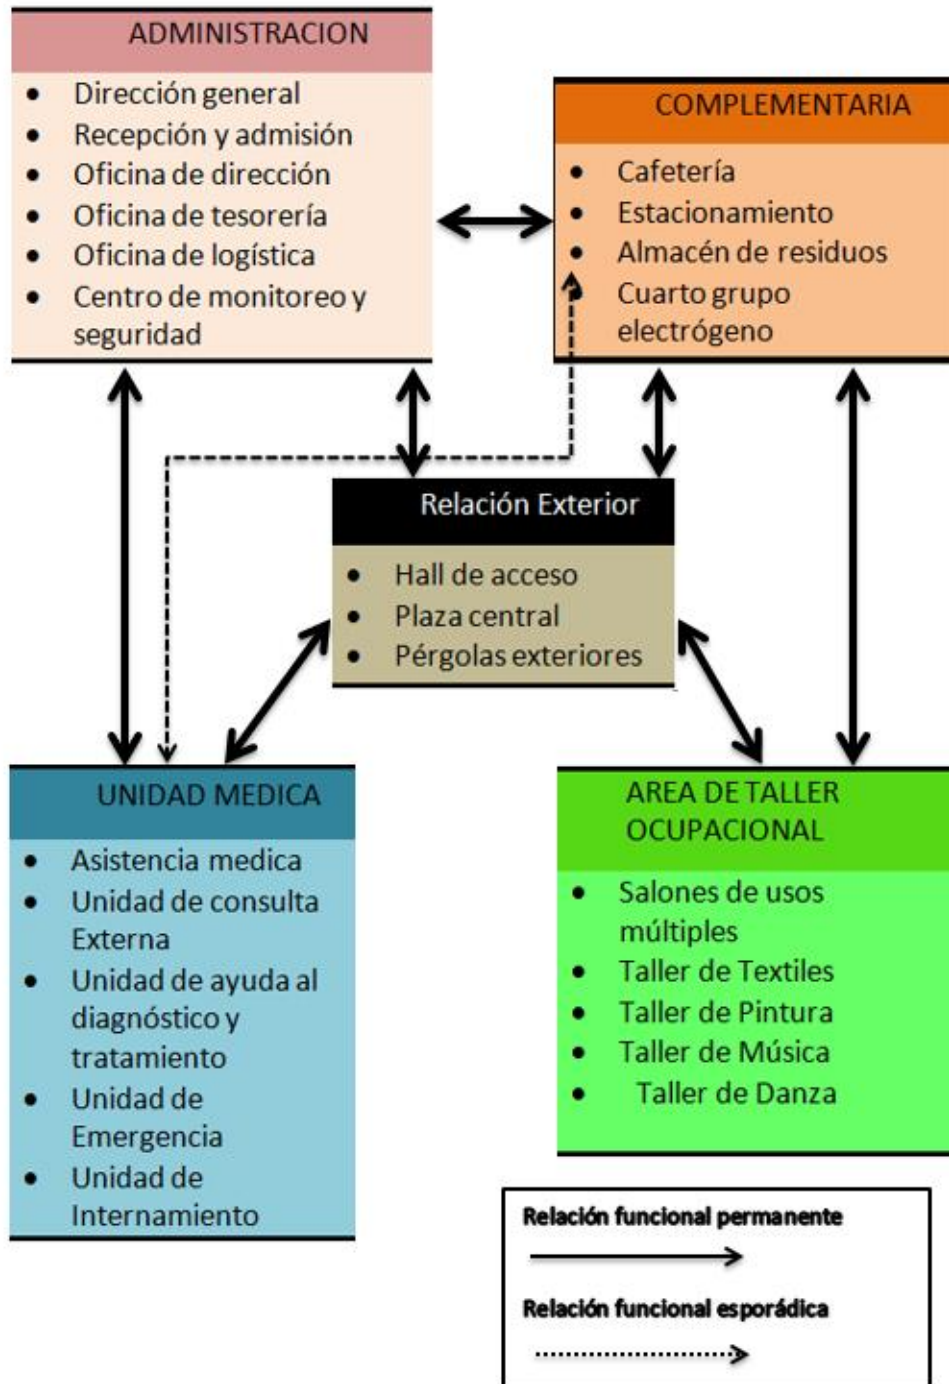 ADMINISTRACION
• Dirección general
• Recepción y admisión
• Oficina de dirección
• Oficina de tesorería
• Oficina de logística
• Centro de monitoreo y
seguridad
COMPLEMENTARIA
• Cafetería
• Estacionamiento
• Almacén de residuos
• Cuarto grupo
electrógeno
Relación Exterior
• Hall de acceso
• Plaza central
• Pérgolas exteriores
UNIDAD MEDICA
• Asistencia medica
• Unidad de consulta
Externa
• Unidad de ayuda al
diagnóstico y
tratamiento
• Unidad de
Emergencia
• Unidad de
Internamiento
AREA DE TALLER
OCUPACIONAL
• Salones de usos
múltiples
• Taller de Textiles
• Taller de Pintura
• Taller de Música
• Taller de Danza
Relación funcional permanente
Relación funcional esporádica